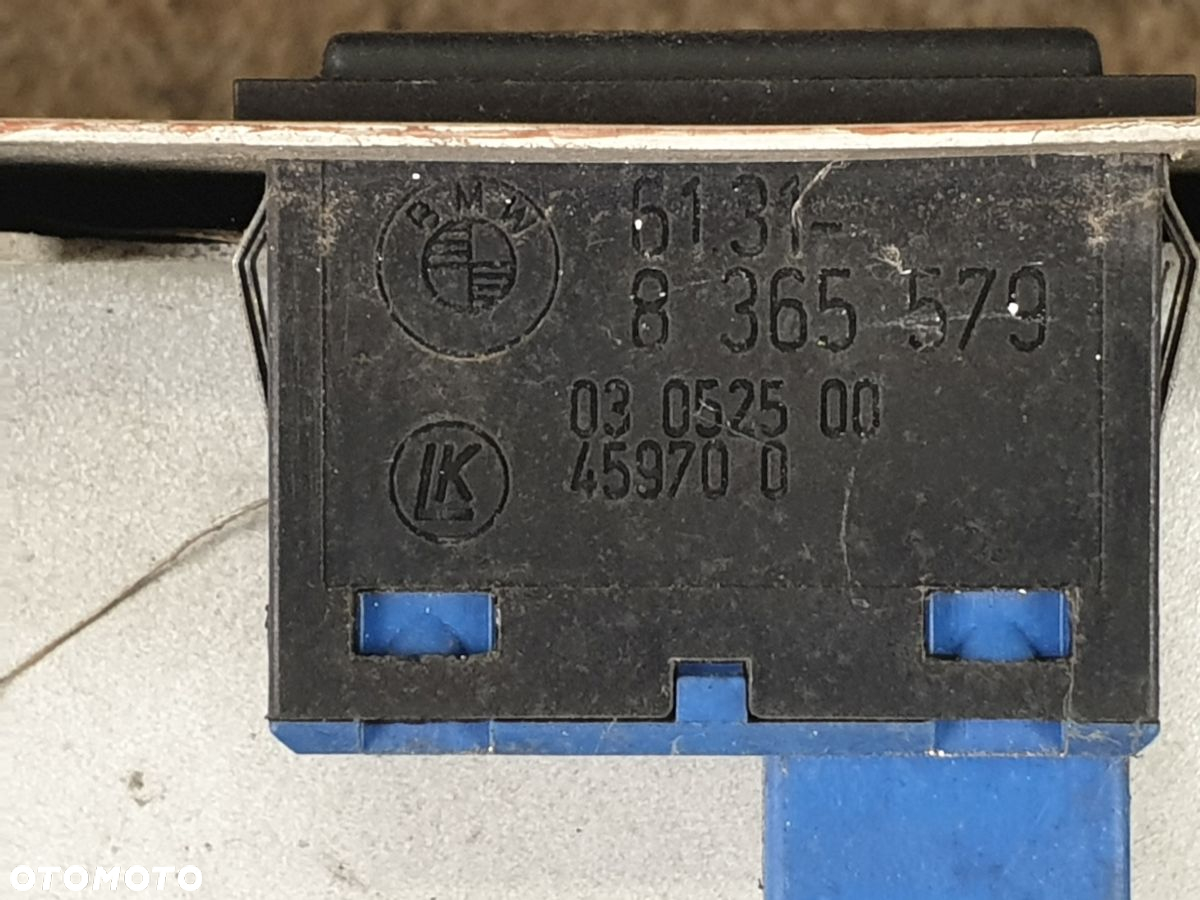 BMW
61.31-
8 365 579
03 0525 00
45970 0
LK
OTOMOTO